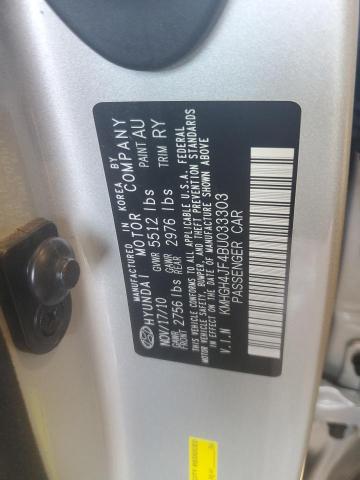 MANUFACTURED IN KOREA BY
HYUNDAI MOTOR COMPANY
NOV/17/10 GVWR 5512 lbs PAINT AU
GAWR FRONT 2756 lbs GAWR REAR 2976 lbs TRIM RY
THIS VEHICLE CONFORMS TO ALL APPLICABLE U.S.A. FEDERAL
MOTOR VEHICLE SAFETY, BUMPER, AND THEFT PREVENTION STANDARDS
IN EFFECT ON THE DATE OF MANUFACTURE SHOWN ABOVE.
V.I.N KMHGH4JF4BU033303
PASSENGER CAR